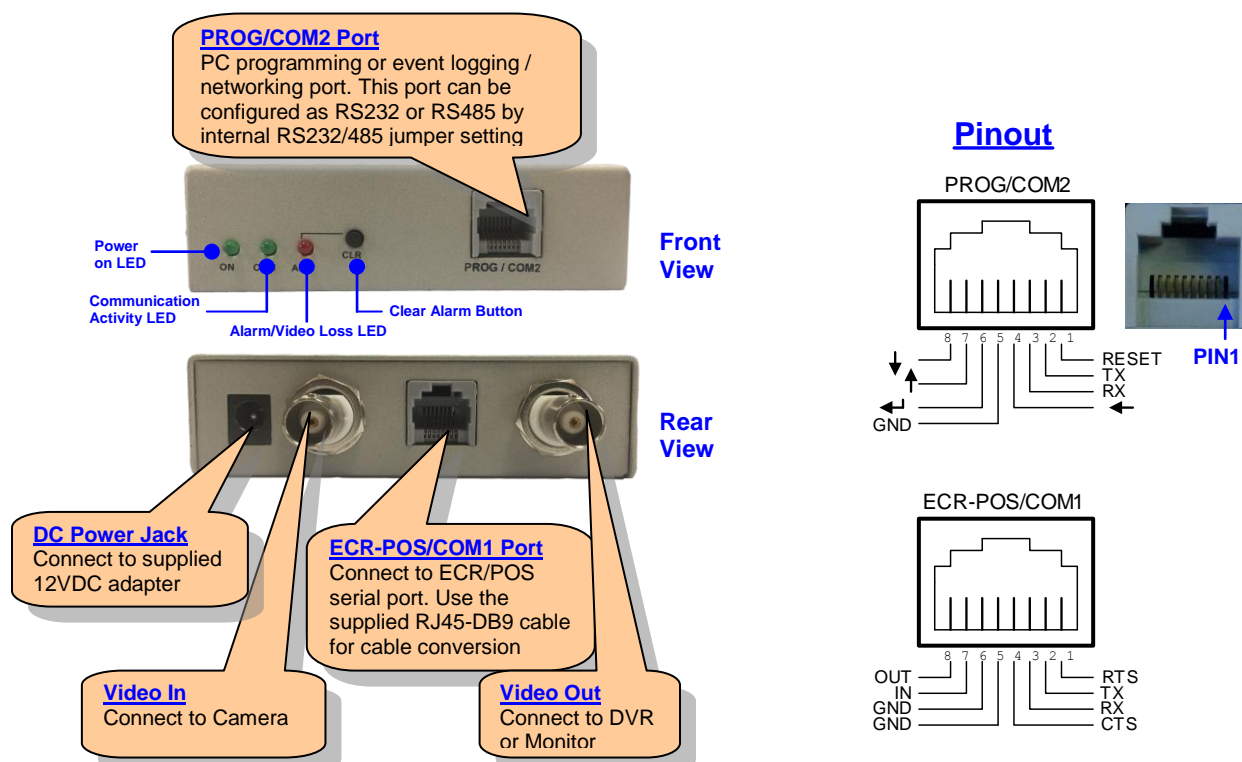 PROG/COM2 Port
PC programming or event logging /
networking port. This port can be
configured as RS232 or RS485 by
internal RS232/485 jumper setting
Power
on LED
ON
CLR
PROG / COM2
Front
View
Communication
Activity LED
Alarm/Video Loss LED
Clear Alarm Button
Rear
View
DC Power Jack
Connect to supplied
12VDC adapter
ECR-POS/COM1 Port
Connect to ECR/POS
serial port. Use the
supplied RJ45-DB9 cable
for cable conversion
Video In
Connect to Camera
Video Out
Connect to DVR
or Monitor
Pinout
PROG/COM2
8 7 6 5 4 3 2 1
RESET
TX
RX
GND
PIN1
ECR-POS/COM1
8 7 6 5 4 3 2 1
OUT
IN
GND
GND
RTS
TX
RX
CTS